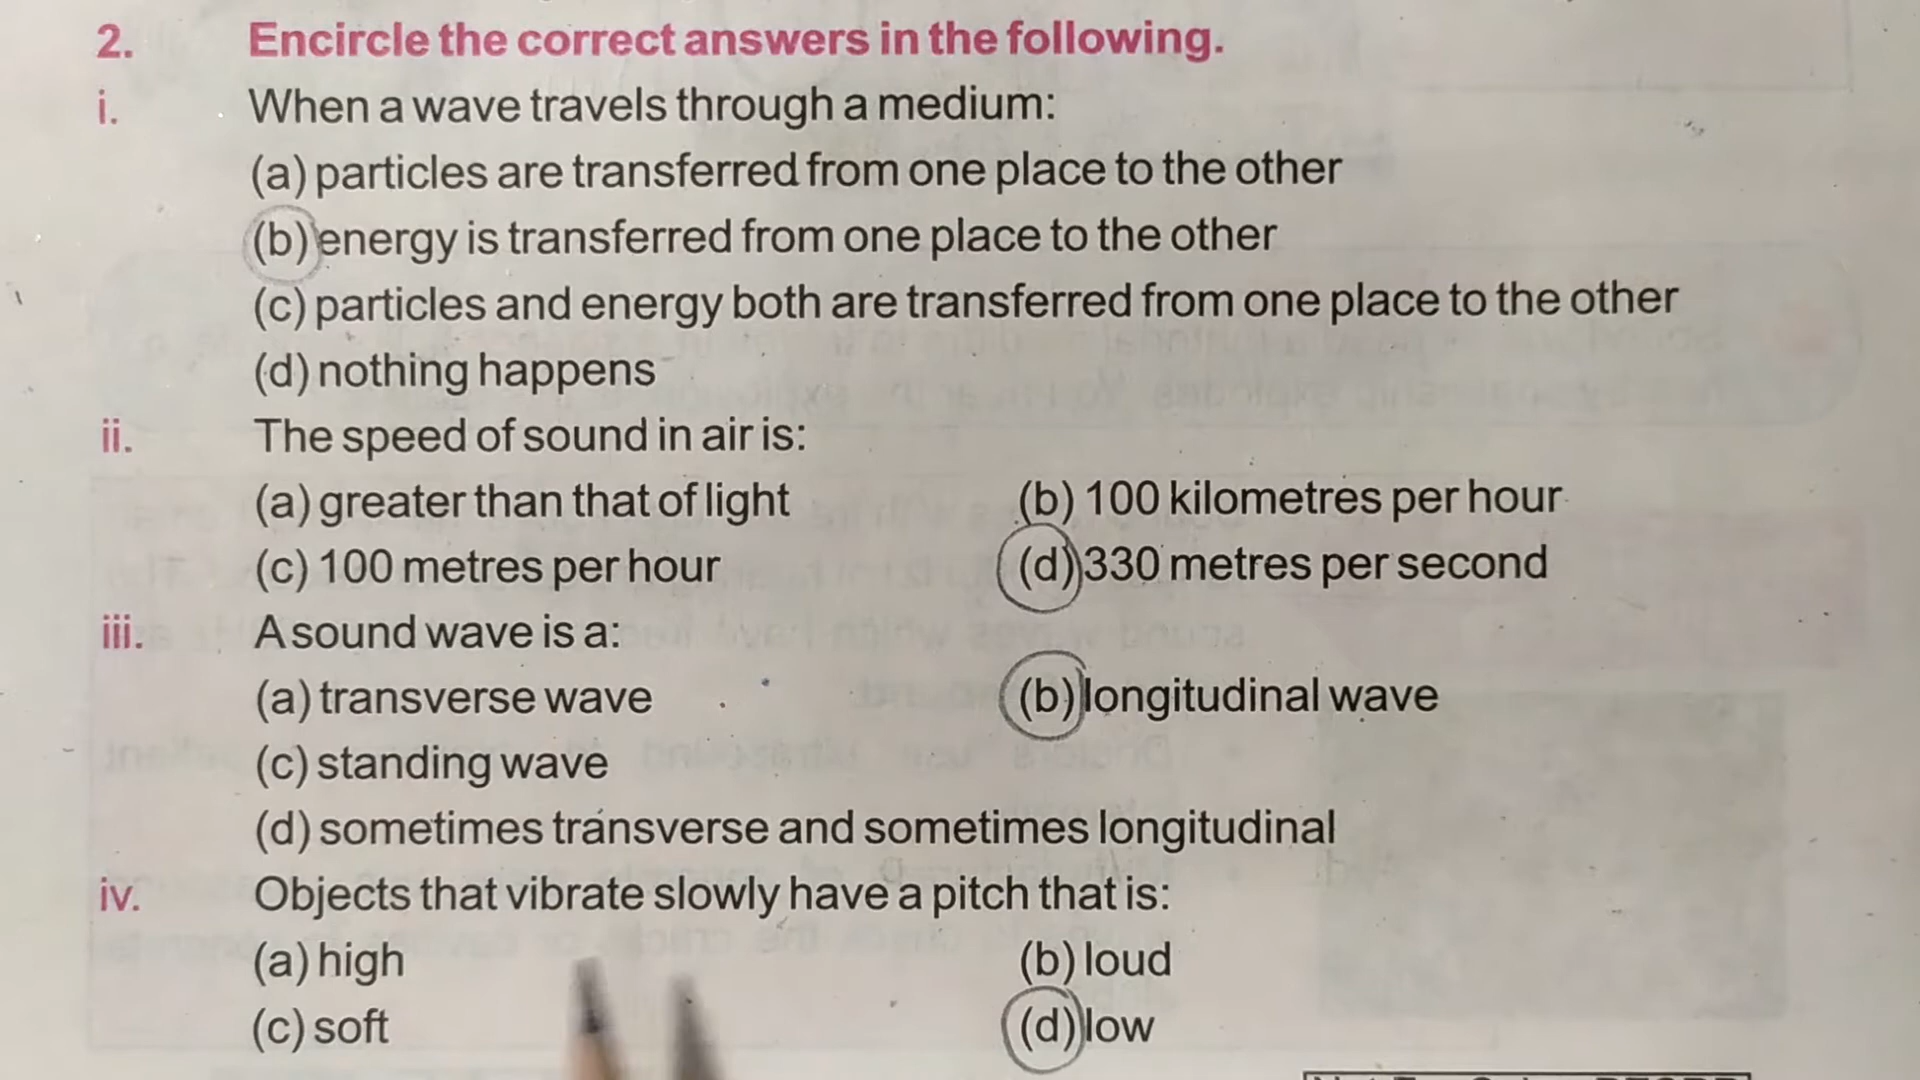 2. Encircle the correct answers in the following.
i. When a wave travels through a medium:
(a) particles are transferred from one place to the other
(b) energy is transferred from one place to the other
(c) particles and energy both are transferred from one place to the other
(d) nothing happens
ii. The speed of sound in air is:
(a) greater than that of light (b) 100 kilometres per hour
(c) 100 metres per hour (d) 330 metres per second
iii. A sound wave is a:
(a) transverse wave (b) longitudinal wave
(c) standing wave
(d) sometimes transverse and sometimes longitudinal
iv. Objects that vibrate slowly have a pitch that is:
(a) high (b) loud
(c) soft (d) low